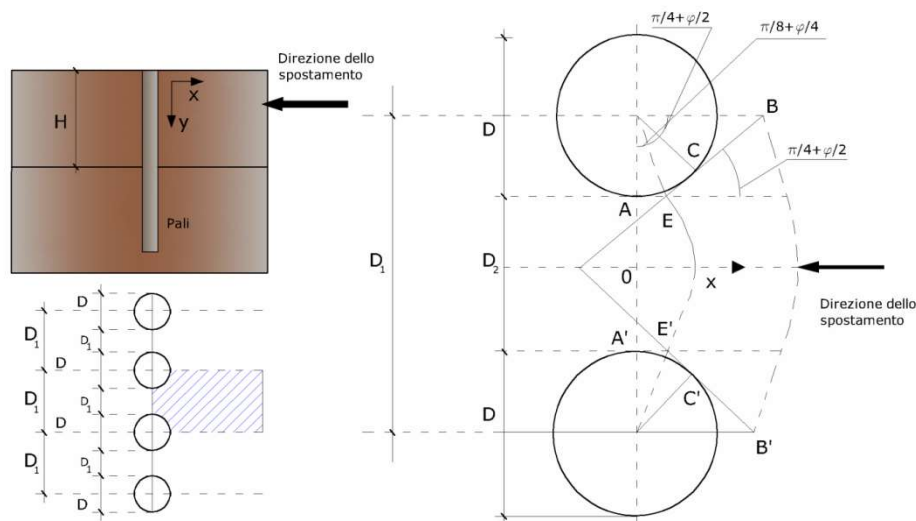 Direzione dello
spostamento
H
x
y
Pali
D
D1
D1
D
D1
D1
D
D1
D1
D
π/4+φ/2
π/8+φ/4
D
B
C
π/4+φ/2
A
E
D1
D2
0
x
Direzione dello
spostamento
A'
E'
C'
D
B'